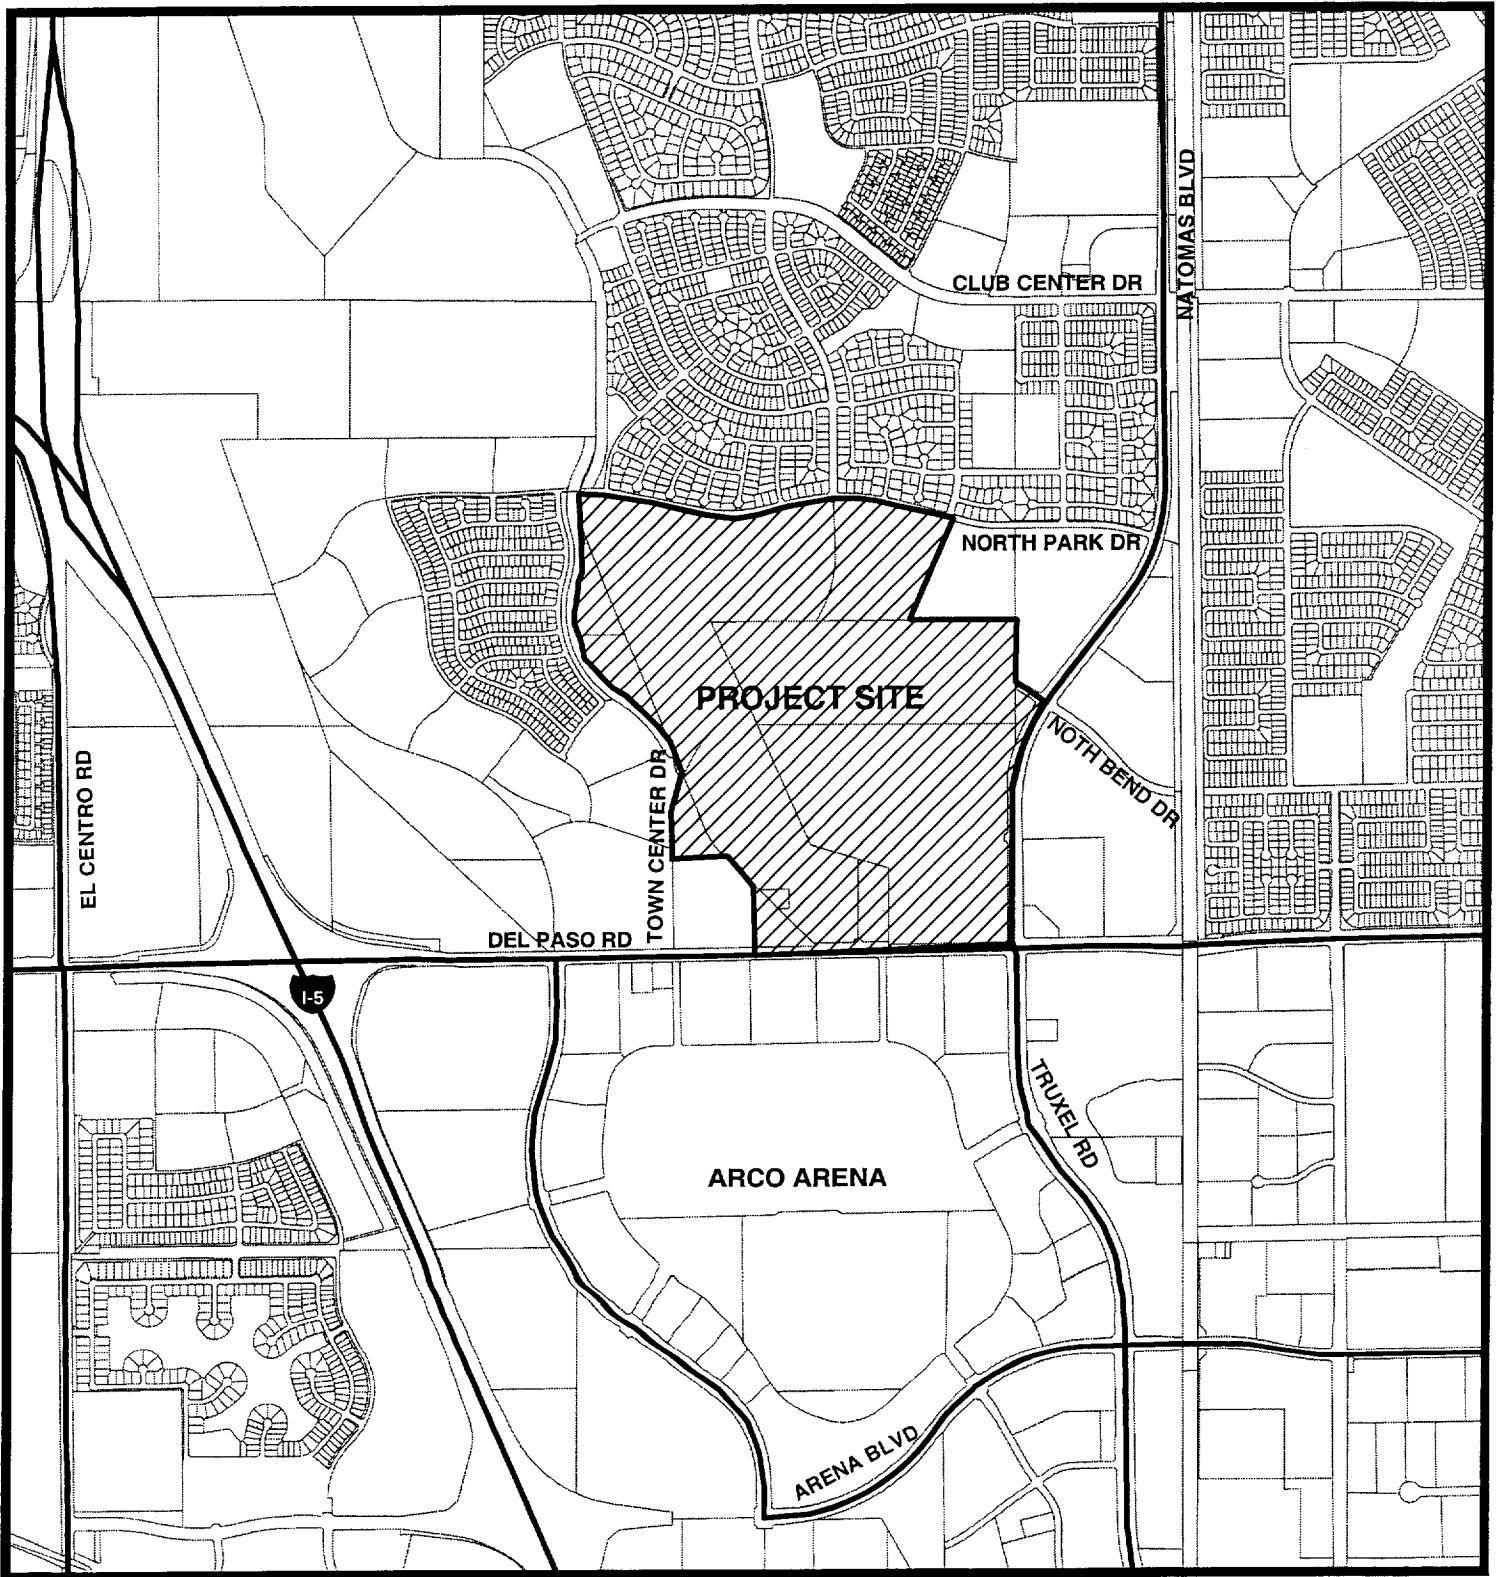 NATOMAS BLVD
CLUB CENTER DR
NORTH PARK DR
PROJECT SITE
NOTH BEND DR
TOWN CENTER DR
EL CENTRO RD
DEL PASO RD
I-5
TRUXEL RD
ARCO ARENA
ARENA BLVD